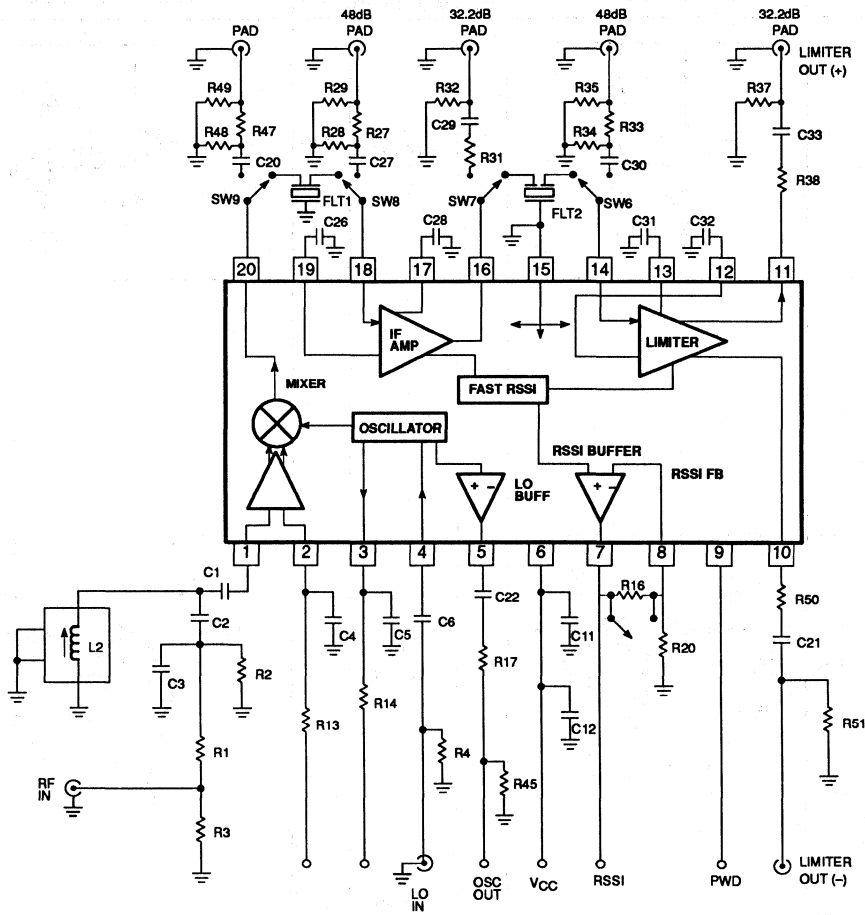 48dB
32.2dB
48dB
32.2dB
PAD
PAD
PAD
PAD
PAD
LIMITER
OUT (+)
R49
R29
R32
R35
R37
R48
R47
R28
R27
C29
R34
R33
C33
C20
C27
R31
C30
R38
SW9
FLT1
SW8
SW7
FLT2
SW6
C26
C28
C31
C32
20
19
18
17
16
15
14
13
12
11
IF
AMP
LIMITER
MIXER
FAST RSSI
OSCILLATOR
RSSI BUFFER
LO
BUFF
RSSI FB
+ −
+ −
1
2
3
4
5
6
7
8
9
10
C1
C2
L2
C3
R2
C4
C5
C6
C22
C11
R16
R50
C21
R20
R17
R13
R14
C12
R51
R1
R4
R45
RF
IN
R3
LO
IN
OSC
OUT
VCC
RSSI
PWD
LIMITER
OUT (−)